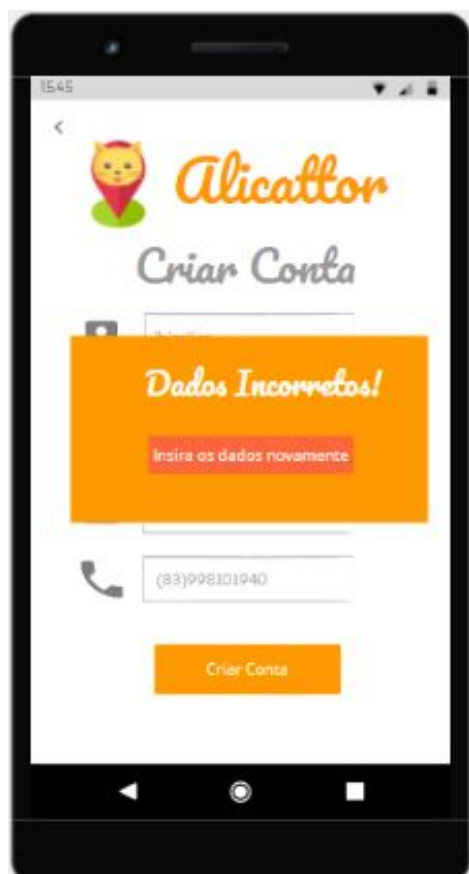 15:45
Alicattor
Criar Conta
Dados Incorretos!
Insira os dados novamente
(83)998101940
Criar Conta